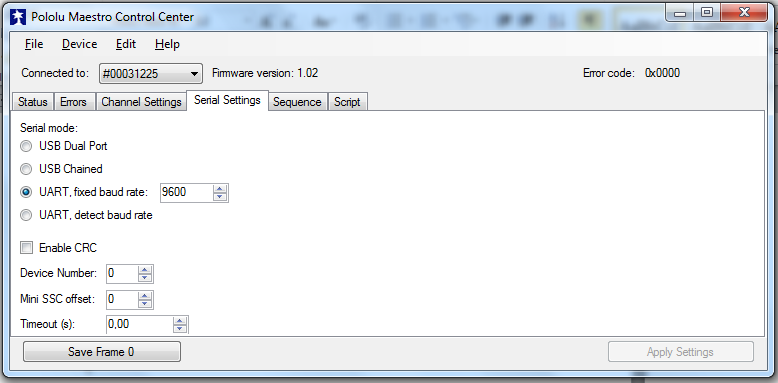 Pololu Maestro Control Center
File Device Edit Help
Connected to: #00031225 Firmware version: 1.02 Error code: 0x0000
Status Errors Channel Settings Serial Settings Sequence Script
Serial mode:
USB Dual Port
USB Chained
UART, fixed baud rate: 9600
UART, detect baud rate
Enable CRC
Device Number: 0
Mini SSC offset: 0
Timeout (s): 0,00
Save Frame 0 Apply Settings